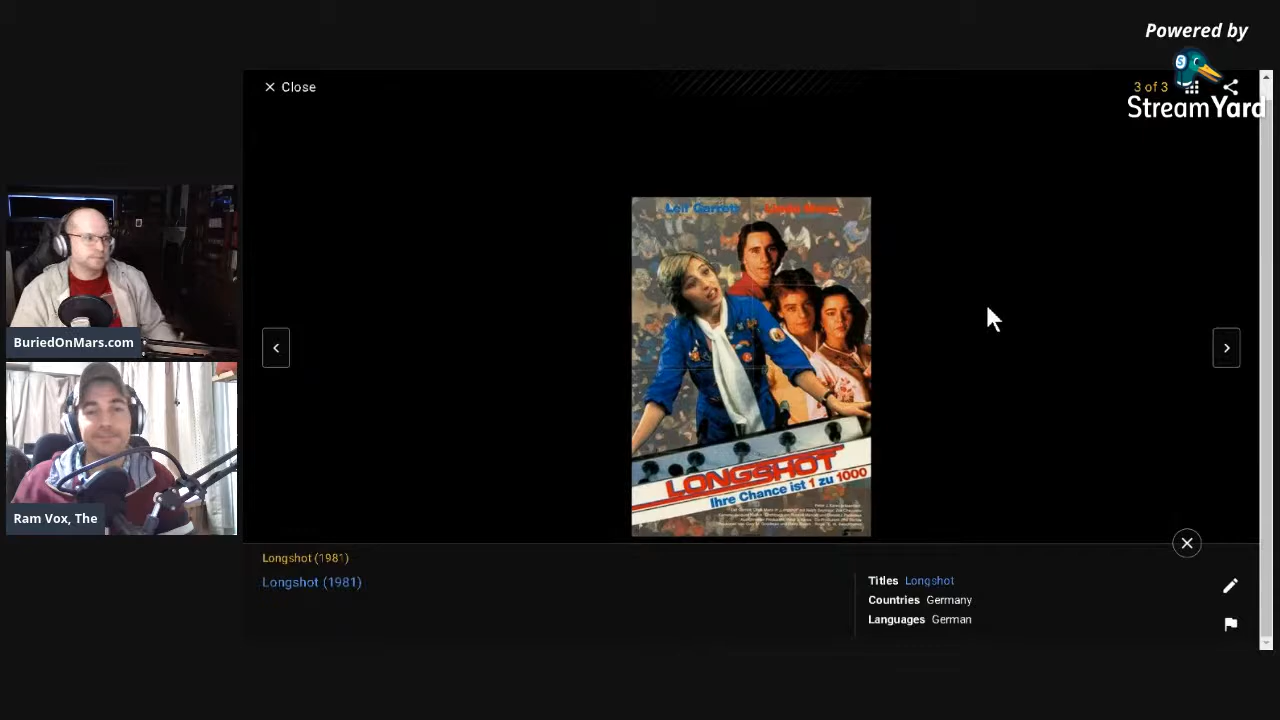 Powered by
StreamYard
Close
3 of 3
Leif Garrett
LONGSHOT
Ihre Chance ist 1 zu 1000
BuriedOnMars.com
Ram Vox, The
Longshot (1981)
Longshot (1981)
Titles Longshot
Countries Germany
Languages German